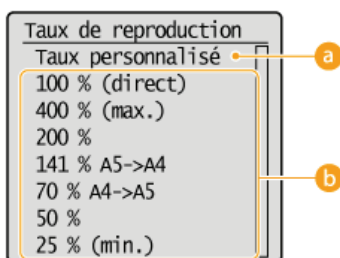 Taux de reproduction
Taux personnalisé
a
100 % (direct)
400 % (max.)
200 %
141 % A5->A4
70 % A4->A5
b
50 %
25 % (min.)